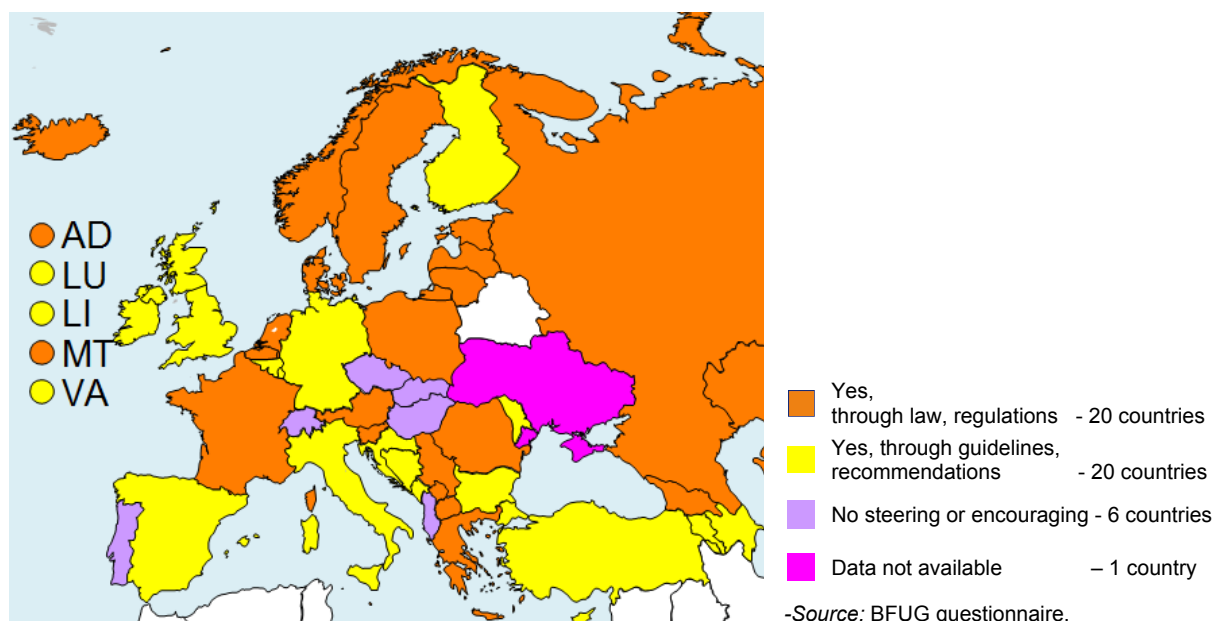 AD
LU
LI
MT
VA
Yes,
through law, regulations - 20 countries
Yes, through guidelines,
recommendations - 20 countries
No steering or encouraging - 6 countries
Data not available – 1 country
-Source: BFUG questionnaire.